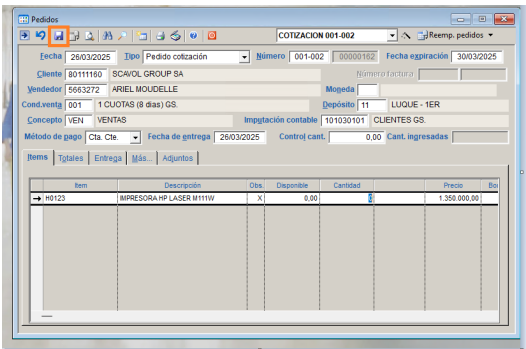 Pedidos
COTIZACION 001-002 Reemp. pedidos
Fecha 26/03/2025 Tipo Pedido cotización Número 001-002 00000162 Fecha expiración 30/03/2025
Cliente 80111160 SCAVOL GROUP SA Número factura
Vendedor 5663272 ARIEL MOUDELLE Moneda
Cond.venta 001 1 CUOTAS (8 dias) GS. Depósito 11 LUQUE - 1ER
Concepto VEN VENTAS Imputación contable 101030101 CLIENTES GS.
Método de pago Cta. Cte. Fecha de entrega 26/03/2025 Control cant. 0,00 Cant. ingresadas
Items Totales Entrega Más... Adjuntos
Item Descripción Obs. Disponible Cantidad Precio
H0123 IMPRESORA HP LASER M111W X 0,00 0 1.350.000,00